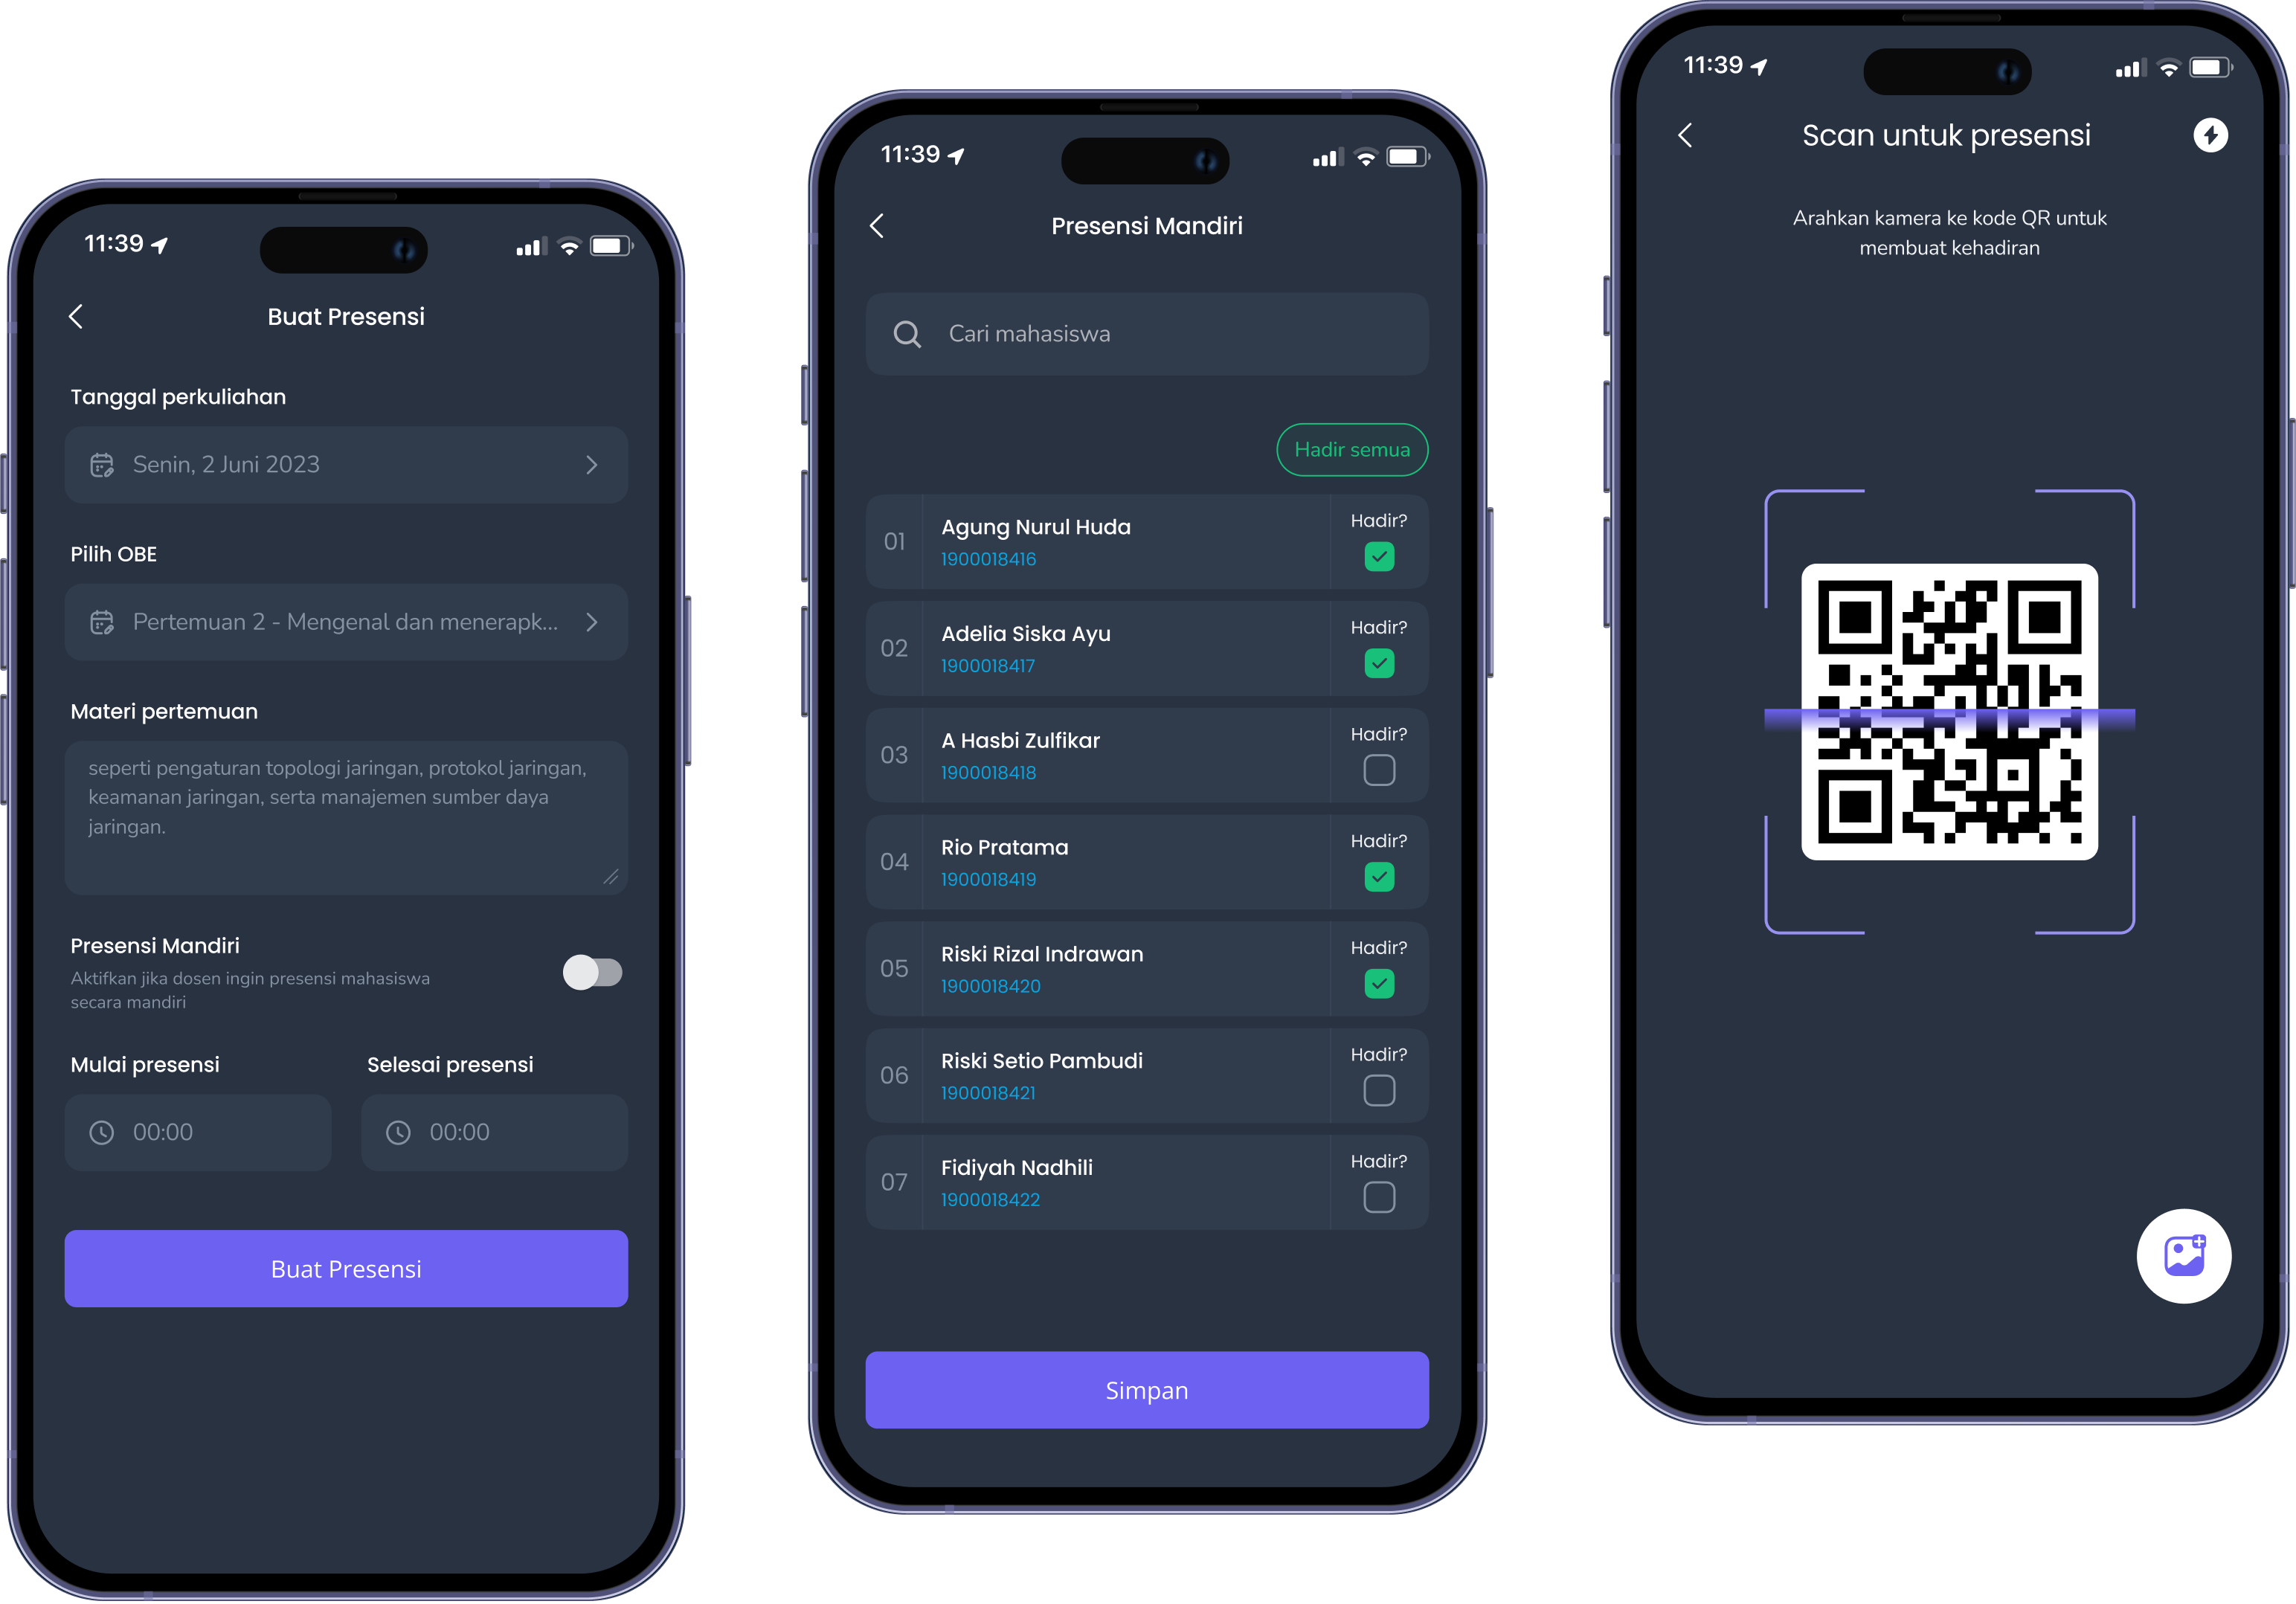 11:39
Buat Presensi
Tanggal perkuliahan
Senin, 2 Juni 2023
Pilih OBE
Pertemuan 2 - Mengenal dan menerapk...
Materi pertemuan
seperti pengaturan topologi jaringan, protokol jaringan,
keamanan jaringan, serta manajemen sumber daya
jaringan.
Presensi Mandiri
Aktifkan jika dosen ingin presensi mahasiswa
secara mandiri
Mulai presensi
Selesai presensi
00:00
00:00
Buat Presensi
11:39
Presensi Mandiri
Cari mahasiswa
Hadir semua
01
Agung Nurul Huda
1900018416
Hadir?
02
Adelia Siska Ayu
1900018417
Hadir?
03
A Hasbi Zulfikar
1900018418
Hadir?
04
Rio Pratama
1900018419
Hadir?
05
Riski Rizal Indrawan
1900018420
Hadir?
06
Riski Setio Pambudi
1900018421
Hadir?
07
Fidiyah Nadhili
1900018422
Hadir?
Simpan
11:39
Scan untuk presensi
Arahkan kamera ke kode QR untuk
membuat kehadiran